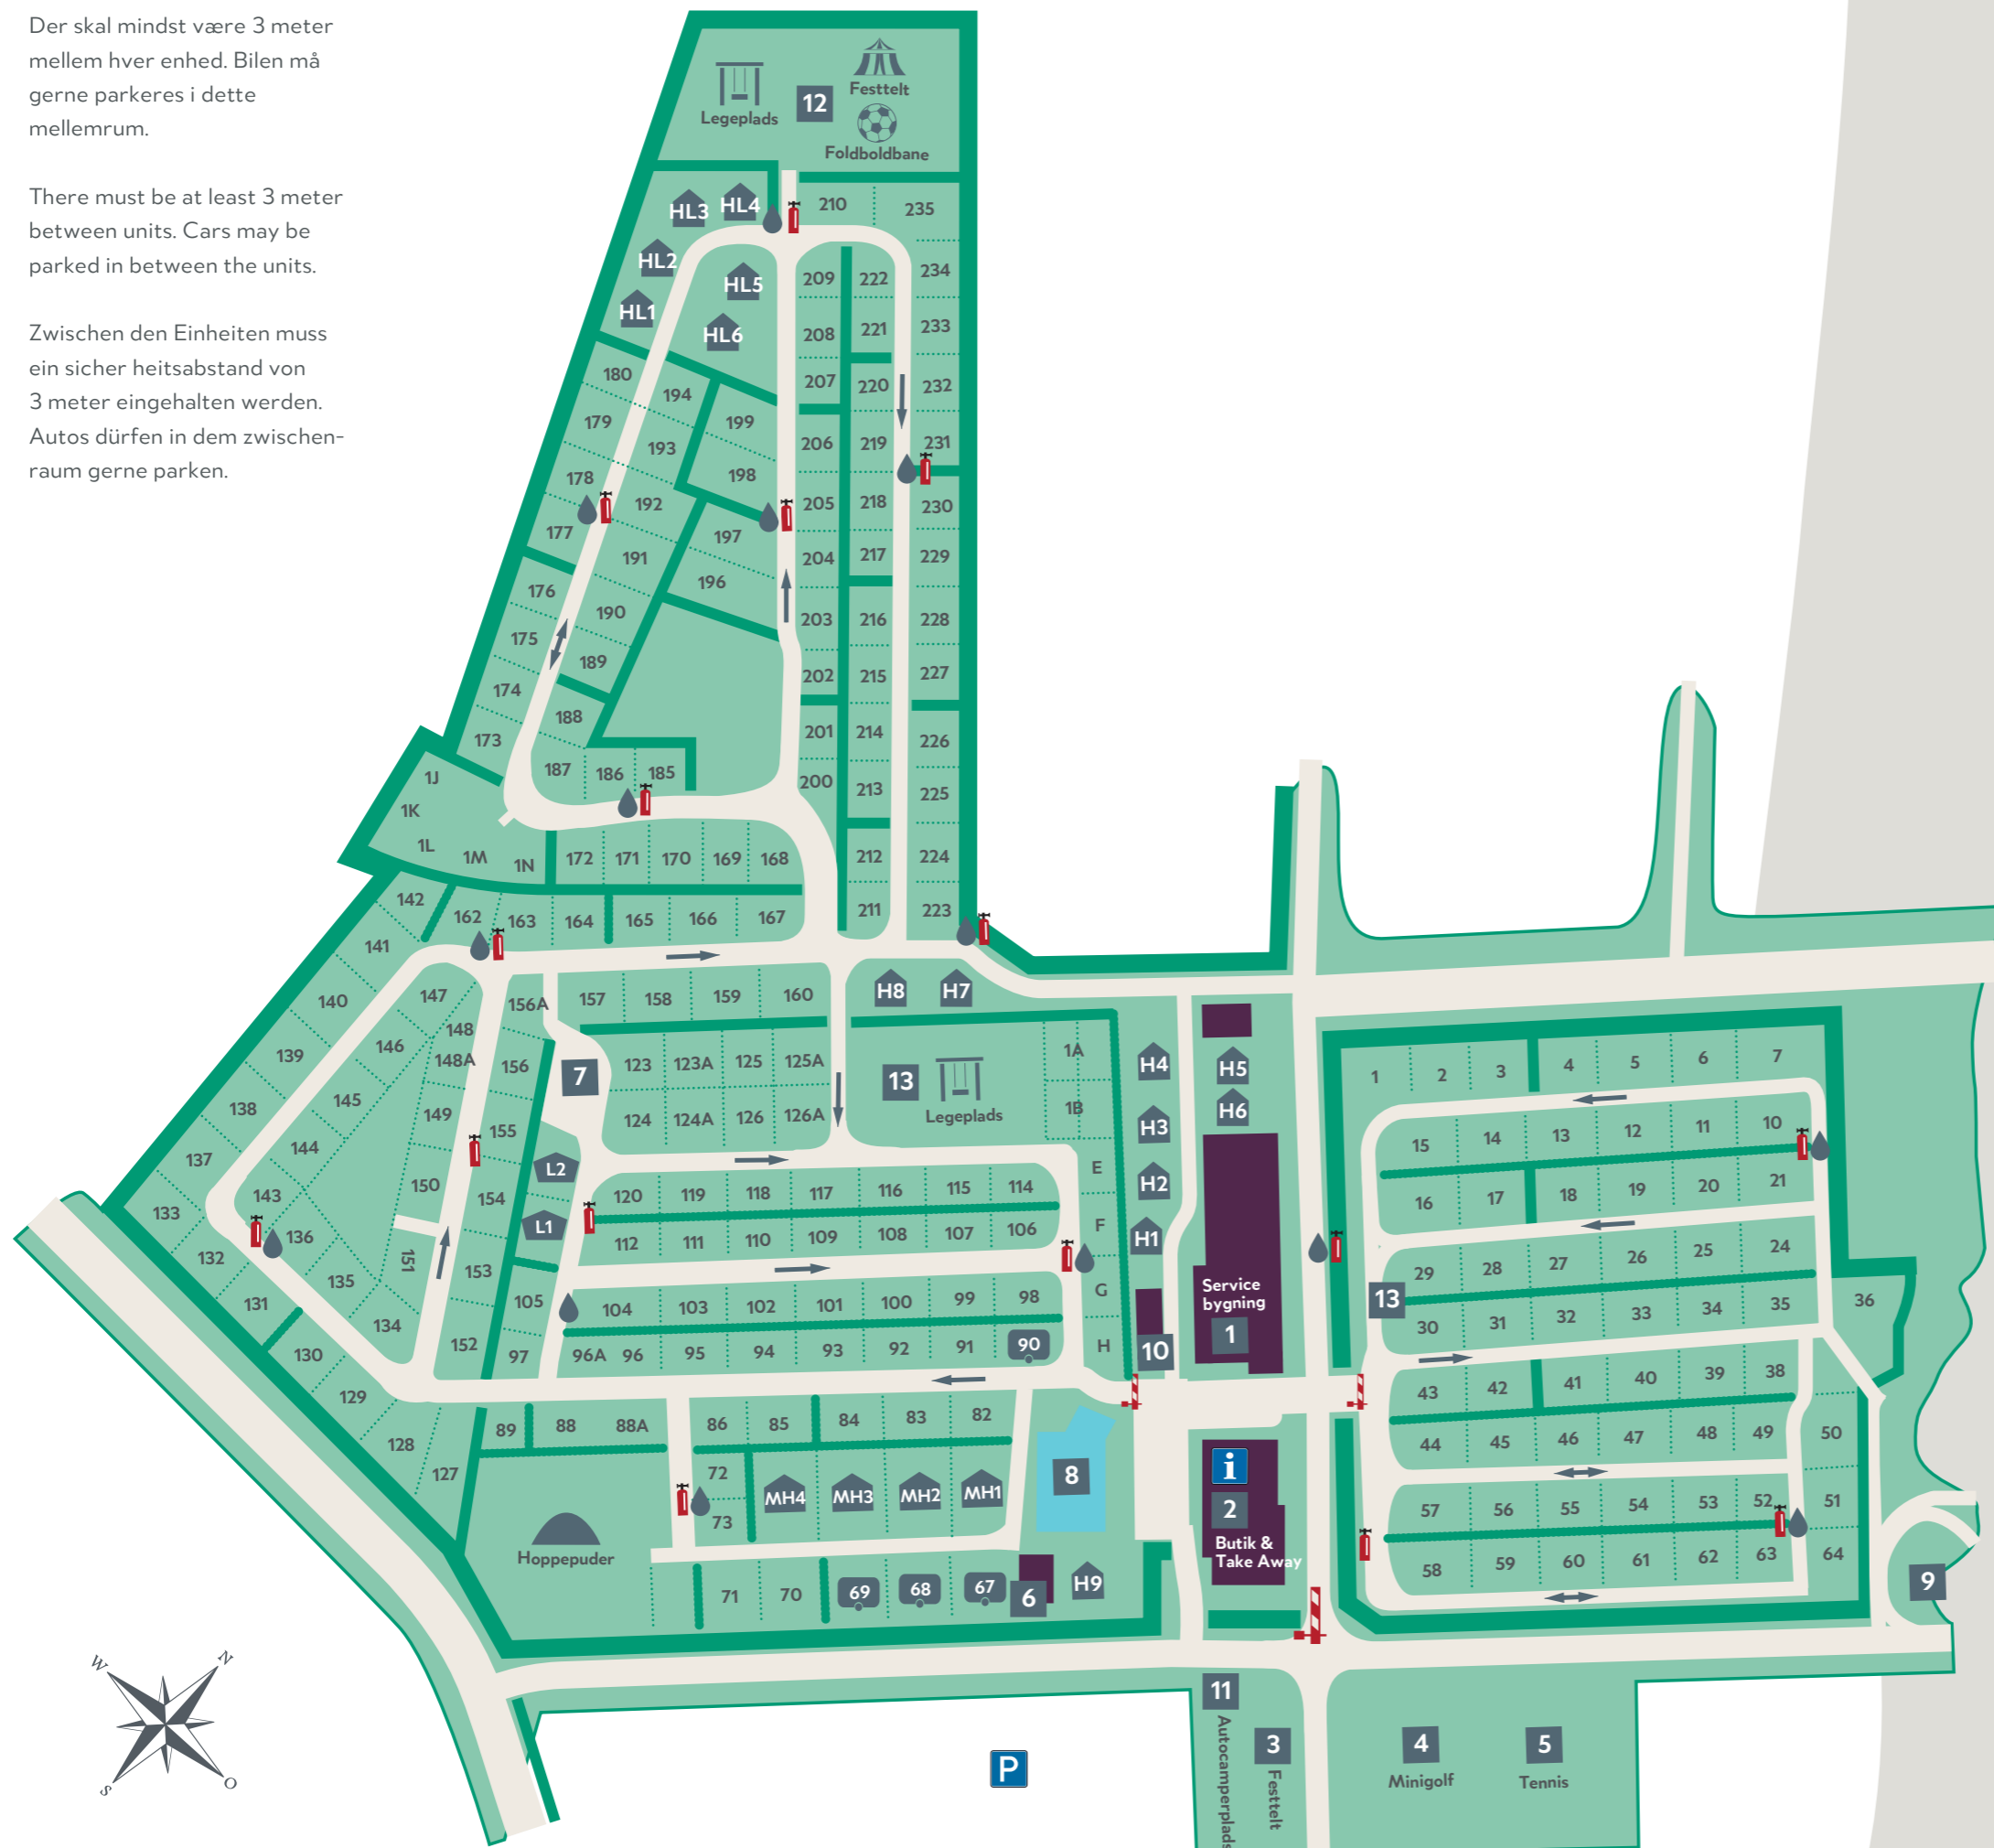 Der skal mindst være 3 meter
mellem hver enhed. Bilen må
gerne parkeres i dette
mellemrum.
There must be at least 3 meter
between units. Cars may be
parked in between the units.
Zwischen den Einheiten muss
ein sicher heitsabstand von
3 meter eingehalten werden.
Autos dürfen in dem zwischen-
raum gerne parken.
Legeplads
12
Festtelt
Foldboldbane
HL3 HL4
210 235
HL2
HL1
HL5
HL6
209 222 234
208 221 233
207 220 232
206 219 231
205 218 230
204 217 229
203 216 228
202 215 227
201 214 226
200 213 225
212 224
211 223
180 194 199
179 193 198
178 192 197
177 191 196
176 190
175 189
174 188
173 187 186 185
1J
1K
1L
1M
1N
172 171 170 169 168
142 162 163 164 165 166 167
141
140
139
138
137
133
132
131
130
129
128
127
147
146
145
144
143
136
135
134
148
148A
149
150
151
156A
156
155
154
153
152
157 158 159 160
H8 H7
7
123 123A 125 125A
124 124A 126 126A
13
Legeplads
1A
1B
E
F
G
H
L2
L1
105
97
120 119 118 117 116 115 114
112 111 110 109 108 107 106
104 103 102 101 100 99 98
96A 96 95 94 93 92 91 90
H4
H3
H2
H1
H5
H6
Service
bygning
1
10
89 88 88A 86 85 84 83 82
72
73
MH4 MH3 MH2 MH1
8
Hoppepuder
71 70 69 68 67
6
H9
i
2
Butik &
Take Away
1 2 3 4 5 6 7
15 14 13 12 11 10
16 17 18 19 20 21
29 28 27 26 25 24
13
30 31 32 33 34 35
36
43 42 41 40 39 38
44 45 46 47 48 49 50
57 56 55 54 53 52 51
58 59 60 61 62 63 64
9
W N
S O
P
11
Autocamperplads
3
Festtelt
4
Minigolf
5
Tennis